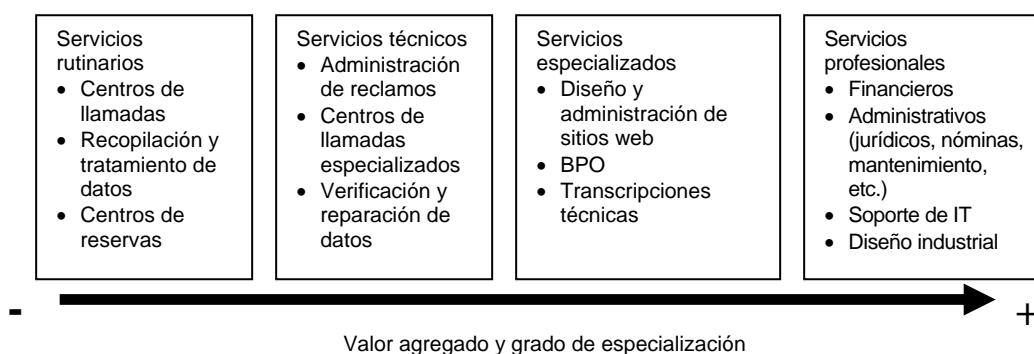 Servicios
rutinarios
• Centros de
llamadas
• Recopilación y
tratamiento de
datos
• Centros de
reservas
Servicios técnicos
• Administración
de reclamos
• Centros de
llamadas
especializados
• Verificación y
reparación de
datos
Servicios
especializados
• Diseño y
administración de
sitios web
• BPO
• Transcripciones
técnicas
Servicios
profesionales
• Financieros
• Administrativos
(jurídicos, nóminas,
mantenimiento,
etc.)
• Soporte de IT
• Diseño industrial
- +
Valor agregado y grado de especialización